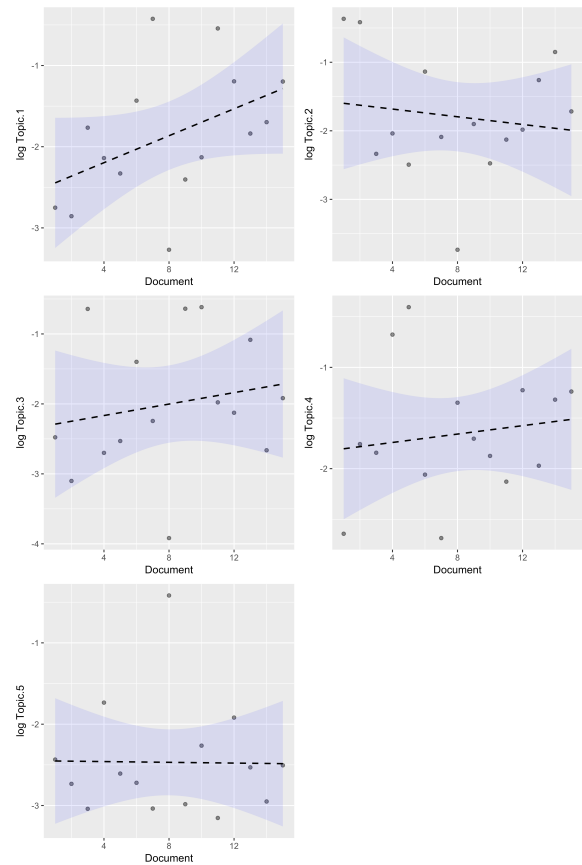 log Topic.1
-1
-2
-3
4 8 12
Document
log Topic.2
-1
-2
-3
4 8 12
Document
log Topic.3
-1
-2
-3
-4
4 8 12
Document
log Topic.4
-1
-2
4 8 12
Document
log Topic.5
-1
-2
-3
4 8 12
Document